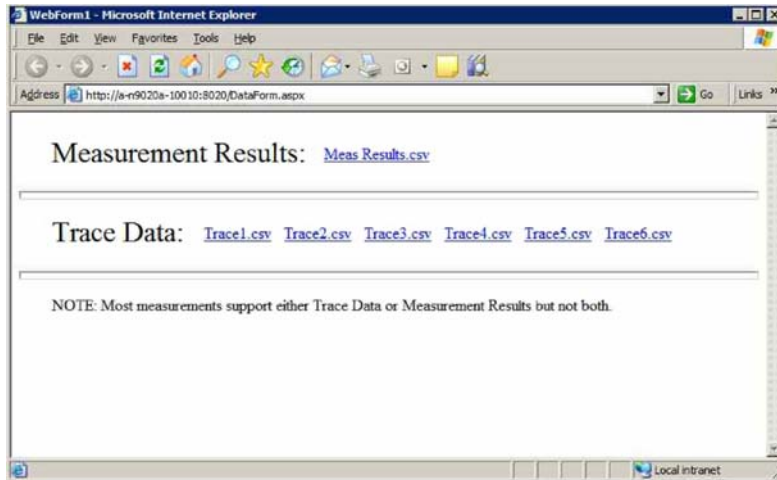 WebForm1 - Microsoft Internet Explorer
File Edit View Favorites Tools Help
Address http://a-n9020a-10010:8020/DataForm.aspx Go Links »
Measurement Results: Meas Results.csv
Trace Data: Trace1.csv Trace2.csv Trace3.csv Trace4.csv Trace5.csv Trace6.csv
NOTE: Most measurements support either Trace Data or Measurement Results but not both.
Local intranet